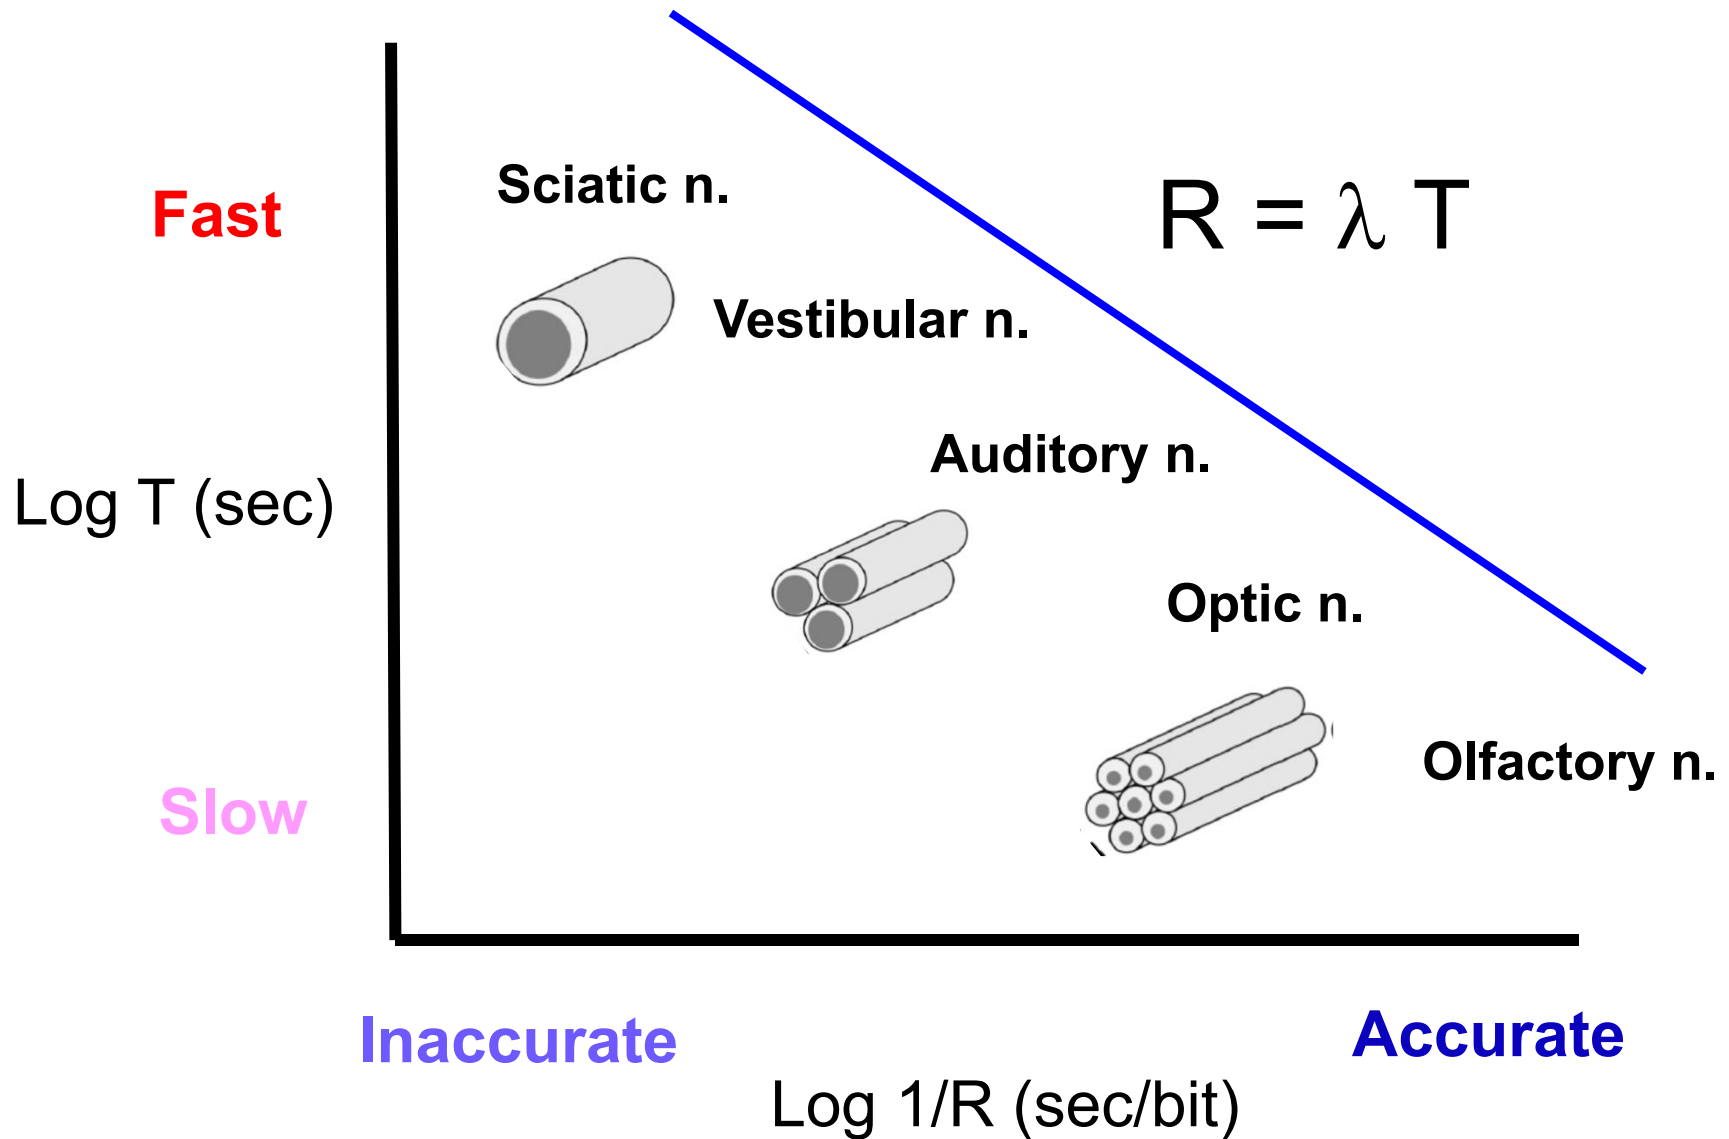 Sciatic n.
Fast
R = λ T
Vestibular n.
Auditory n.
Log T (sec)
Optic n.
Olfactory n.
Slow
Inaccurate
Accurate
Log 1/R (sec/bit)